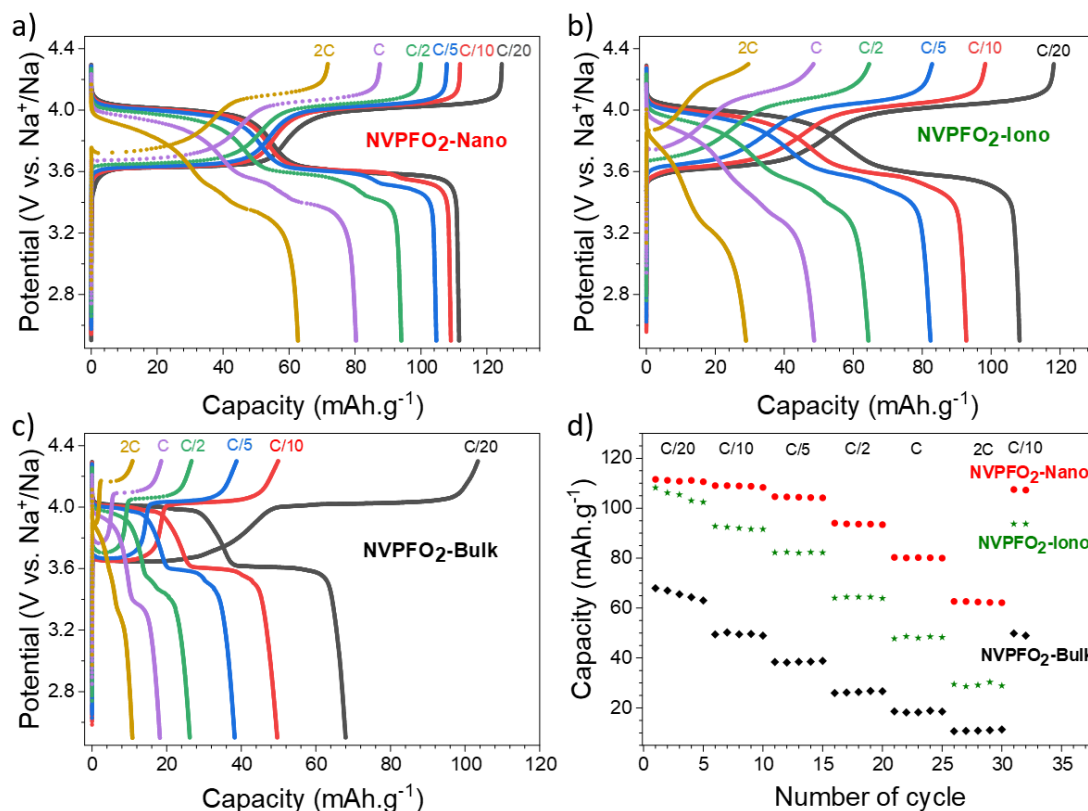 a)
2C C C/2 C/5 C/10 C/20
4.4
4.0
3.6
3.2
2.8
Potential (V vs. Na⁺/Na)
NVPFO₂-Nano
0 20 40 60 80 100 120
Capacity (mAh.g⁻¹)
b)
2C C C/2 C/5 C/10 C/20
4.4
4.0
3.6
3.2
2.8
Potential (V vs. Na⁺/Na)
NVPFO₂-Iono
0 20 40 60 80 100 120
Capacity (mAh.g⁻¹)
c)
2C C C/2 C/5 C/10 C/20
4.4
4.0
3.6
3.2
2.8
Potential (V vs. Na⁺/Na)
NVPFO₂-Bulk
0 20 40 60 80 100 120
Capacity (mAh.g⁻¹)
d)
C/20 C/10 C/5 C/2 C 2C C/10
120
100
80
60
40
20
Capacity (mAh.g⁻¹)
NVPFO₂-Nano
NVPFO₂-Iono
NVPFO₂-Bulk
0 5 10 15 20 25 30 35
Number of cycle